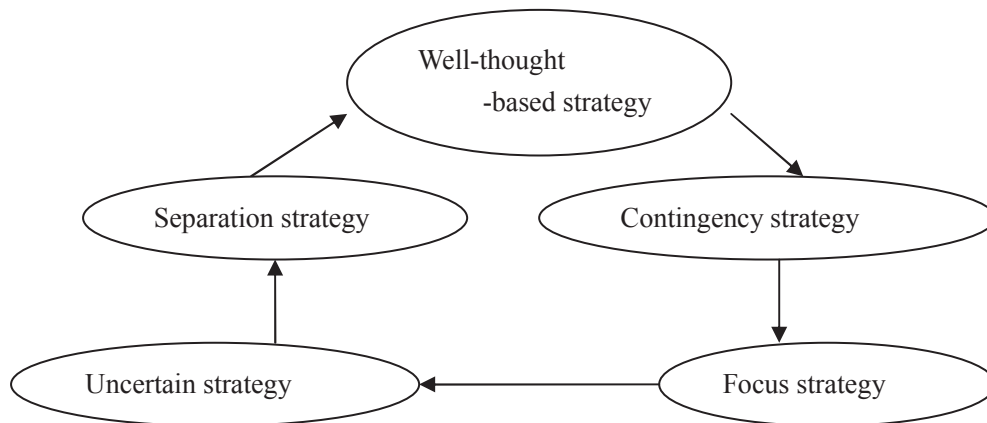 Well-thought
-based strategy
Separation strategy
Contingency strategy
Uncertain strategy
Focus strategy